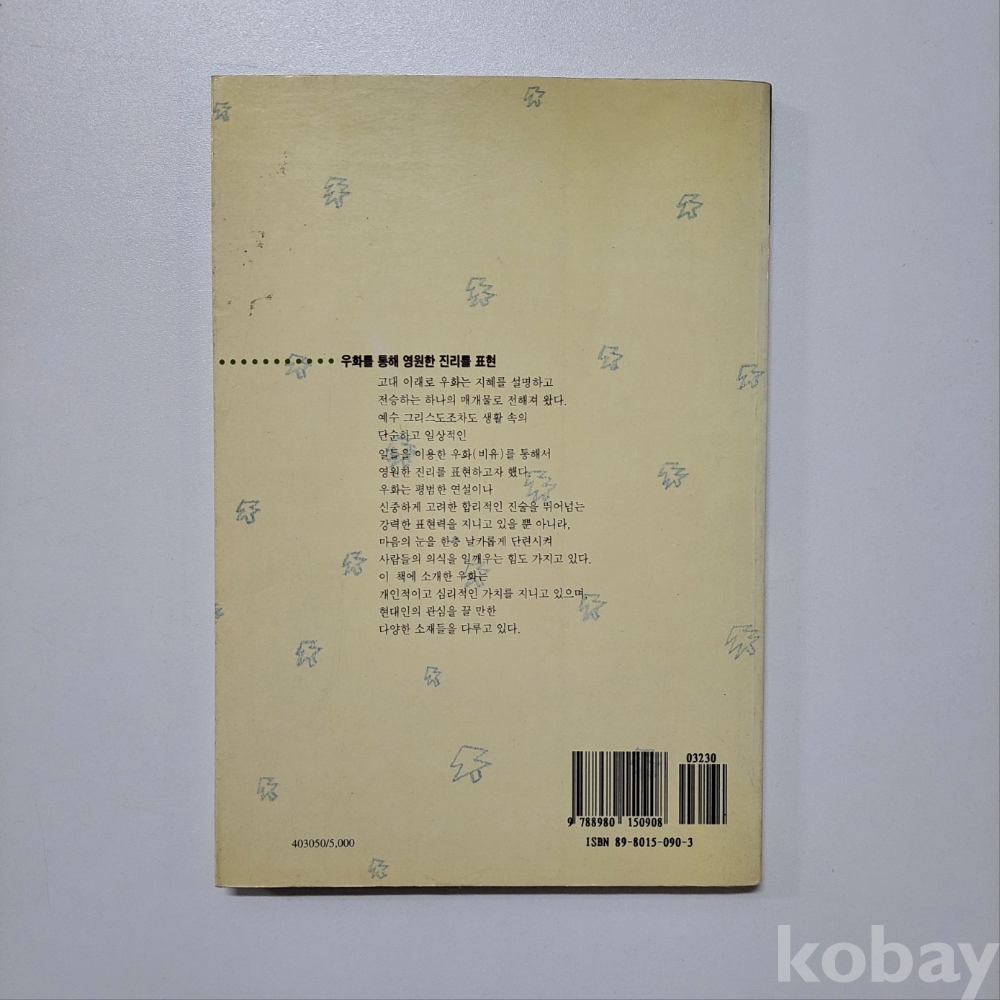 우화를 통해 영원한 진리를 표현
고대 이래로 우화는 지혜를 설명하고
전승하는 하나의 매개물로 전해져 왔다.
예수 그리스도조차도 생활 속의
단순하고 일상적인
일들을 이용한 우화(비유)를 통해서
영원한 진리를 표현하고자 했다.
우화는 평범한 연설이나
신중하게 고려한 합리적인 진술을 뛰어넘는
강력한 표현력을 지니고 있을 뿐 아니라,
마음의 눈을 한층 날카롭게 단련시켜
사람들의 의식을 일깨우는 힘도 가지고 있다.
이 책에 소개한 우화는
개인적이고 심리적인 가치를 지니고 있으며,
현대인의 관심을 끌 만한
다양한 소재들을 다루고 있다.
03230
9 788980 150908
403050/5,000
ISBN 89-8015-090-3
kobay